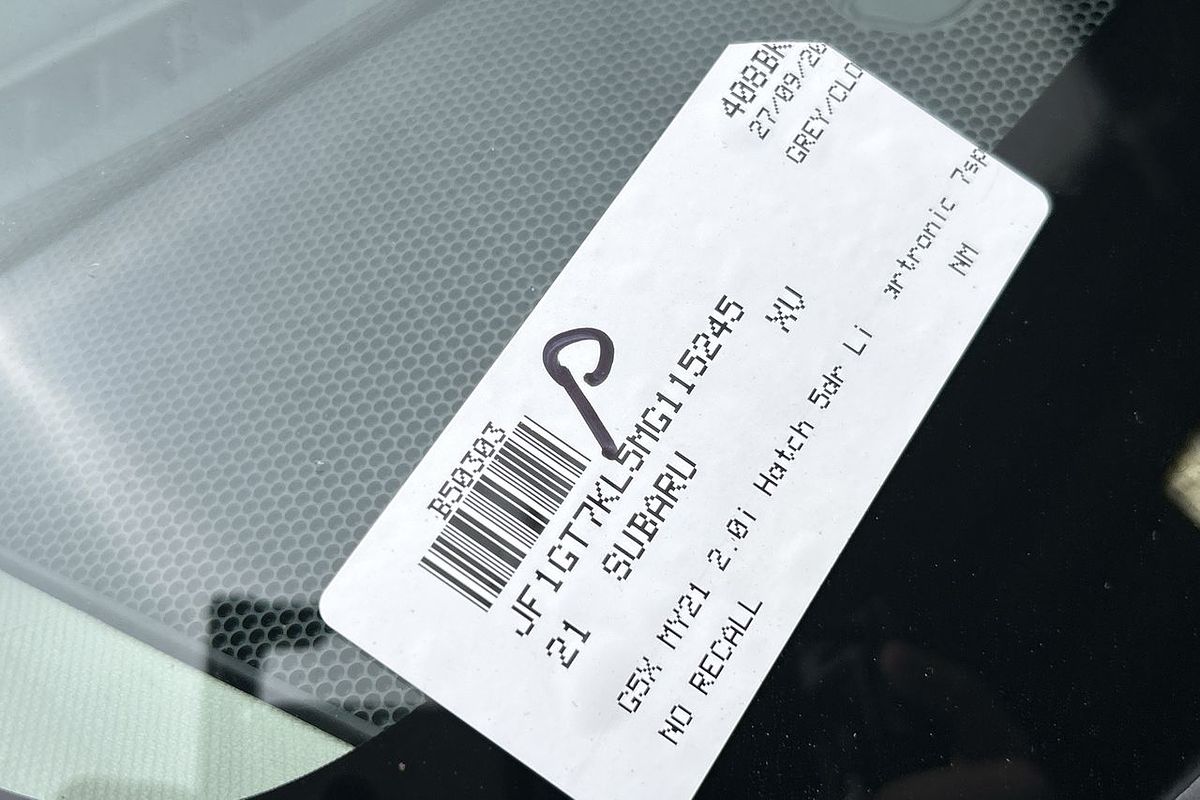 B50303
408BK
27/09/20
GREY/CLO
P
JF1GT7KL5MG115245
21 SUBARU XV
G5X MY21 2.0i Hatch 5dr Li artronic 7sp
NO RECALL NM